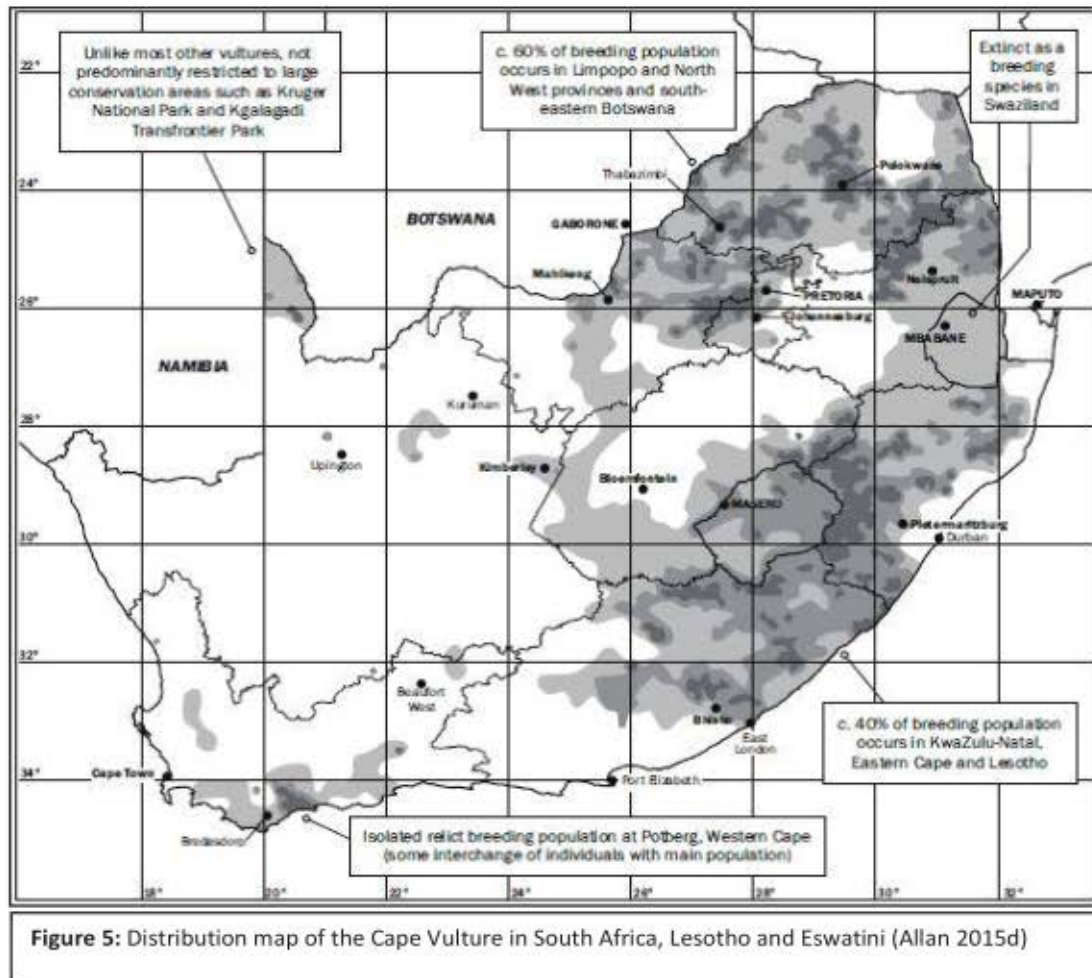 Unlike most other vultures, not
predominantly restricted to large
conservation areas such as Kruger
National Park and Kgalagadi
Transfrontier Park
c. 60% of breeding population
occurs in Limpopo and North
West provinces and south-
eastern Botswana
Extinct as a
breeding
species in
Swaziland
22°
24°
26°
28°
30°
32°
34°
Thabazimbi
Polokwane
BOTSWANA
GABORONE
Mahikeng
PRETORIA
Johannesburg
Nelspruit
MAPUTO
MBABANE
NAMIBIA
Kuruman
Upington
Kimberley
Bloemfontein
MASERU
Pietermaritzburg
Durban
Beaufort
West
Bhisho
East
London
c. 40% of breeding population
occurs in KwaZulu-Natal,
Eastern Cape and Lesotho
Cape Town
Port Elizabeth
Bredasdorp
Isolated relict breeding population at Potberg, Western Cape
(some interchange of individuals with main population)
18° 20° 22° 24° 26° 28° 30° 32°
Figure 5: Distribution map of the Cape Vulture in South Africa, Lesotho and Eswatini (Allan 2015d)